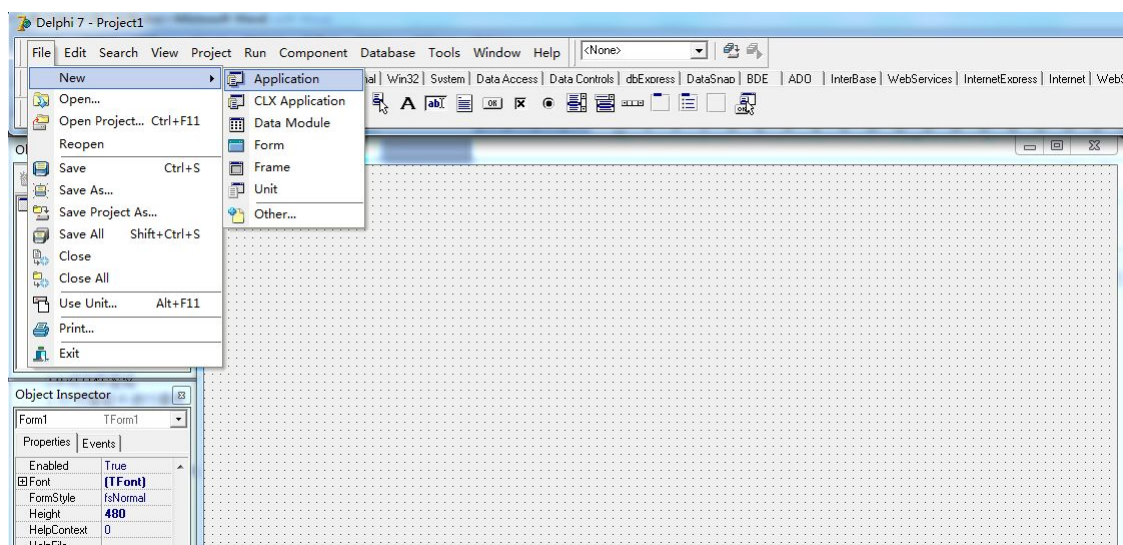 Delphi 7 - Project1
File Edit Search View Project Run Component Database Tools Window Help <None>
Win32 System Data Access Data Controls dbExpress DataSnap BDE ADO InterBase WebServices InternetExpress Internet WebS
New
Open...
Open Project... Ctrl+F11
Reopen
Save Ctrl+S
Save As...
Save Project As...
Save All Shift+Ctrl+S
Close
Close All
Use Unit... Alt+F11
Print...
Exit
Application
CLX Application
Data Module
Form
Frame
Unit
Other...
Object Inspector
Form1 TForm1
Properties Events
Enabled True
Font (TFont)
FormStyle fsNormal
Height 480
HelpContext 0